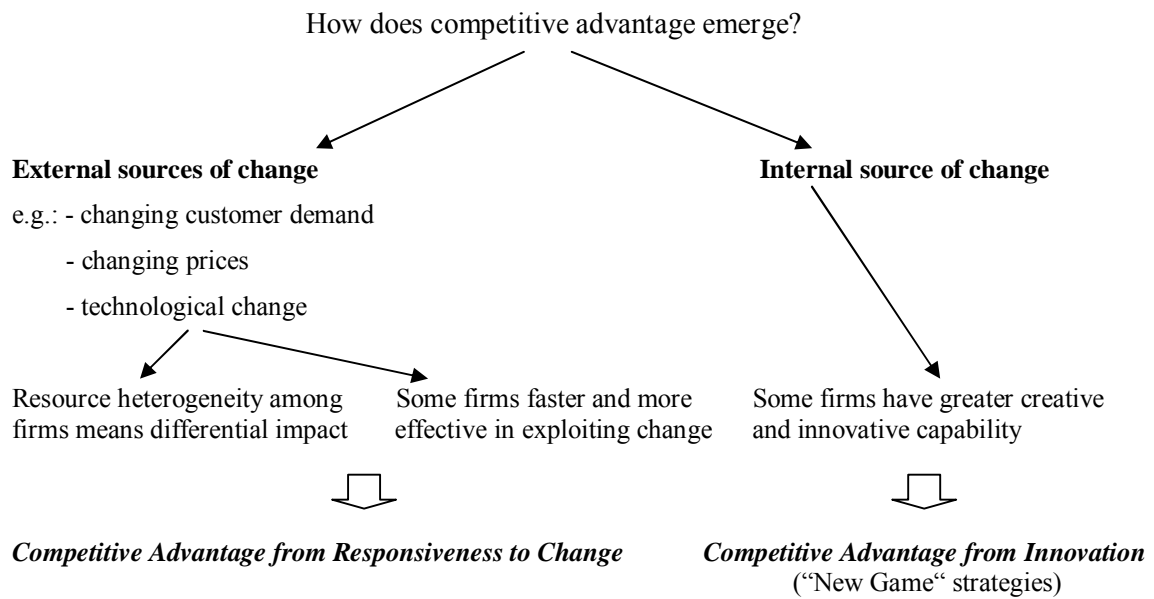 How does competitive advantage emerge?
External sources of change
Internal source of change
e.g.: - changing customer demand
- changing prices
- technological change
Resource heterogeneity among
firms means differential impact
Some firms faster and more
effective in exploiting change
Some firms have greater creative
and innovative capability
Competitive Advantage from Responsiveness to Change
Competitive Advantage from Innovation
(“New Game“ strategies)